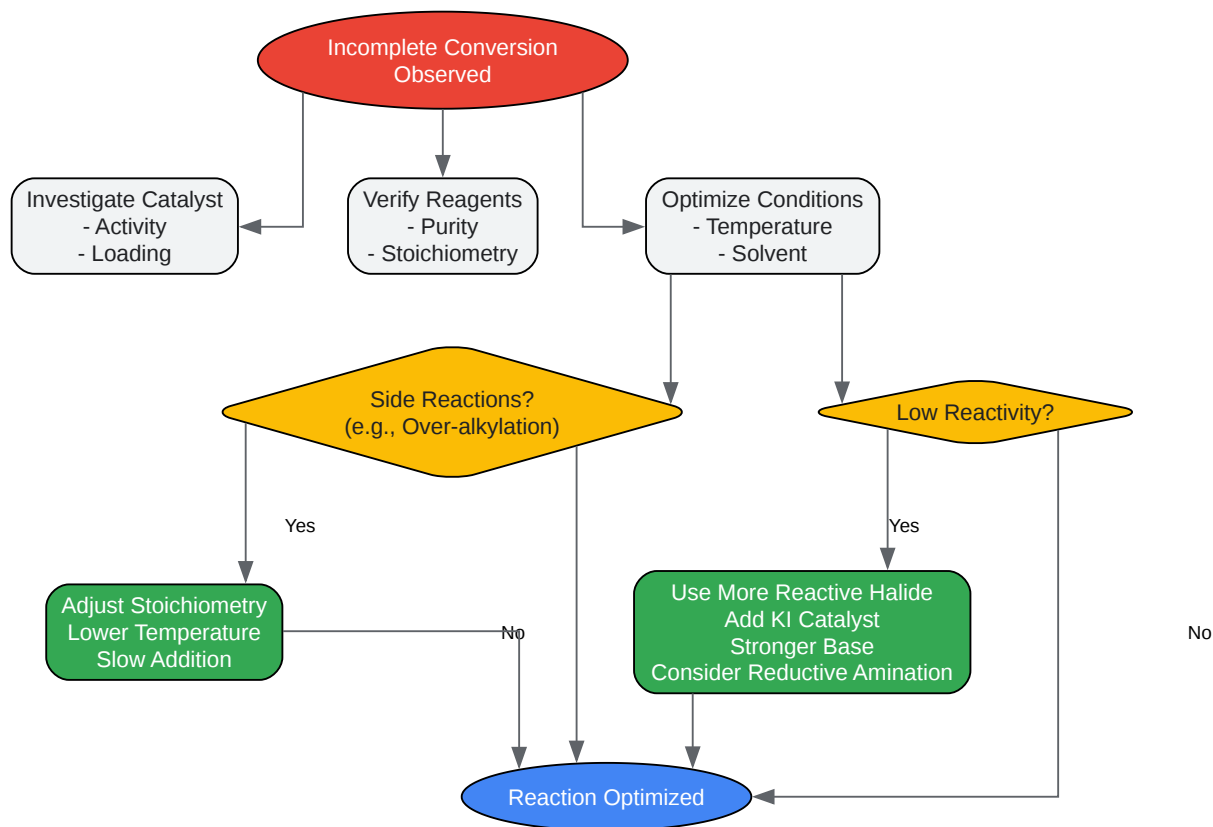 Incomplete Conversion
Observed
Investigate Catalyst
- Activity
- Loading
Verify Reagents
- Purity
- Stoichiometry
Optimize Conditions
- Temperature
- Solvent
Side Reactions?
(e.g., Over-alkylation)
Low Reactivity?
Yes
Yes
Adjust Stoichiometry
Lower Temperature
Slow Addition
No
Use More Reactive Halide
Add KI Catalyst
Stronger Base
Consider Reductive Amination
No
Reaction Optimized